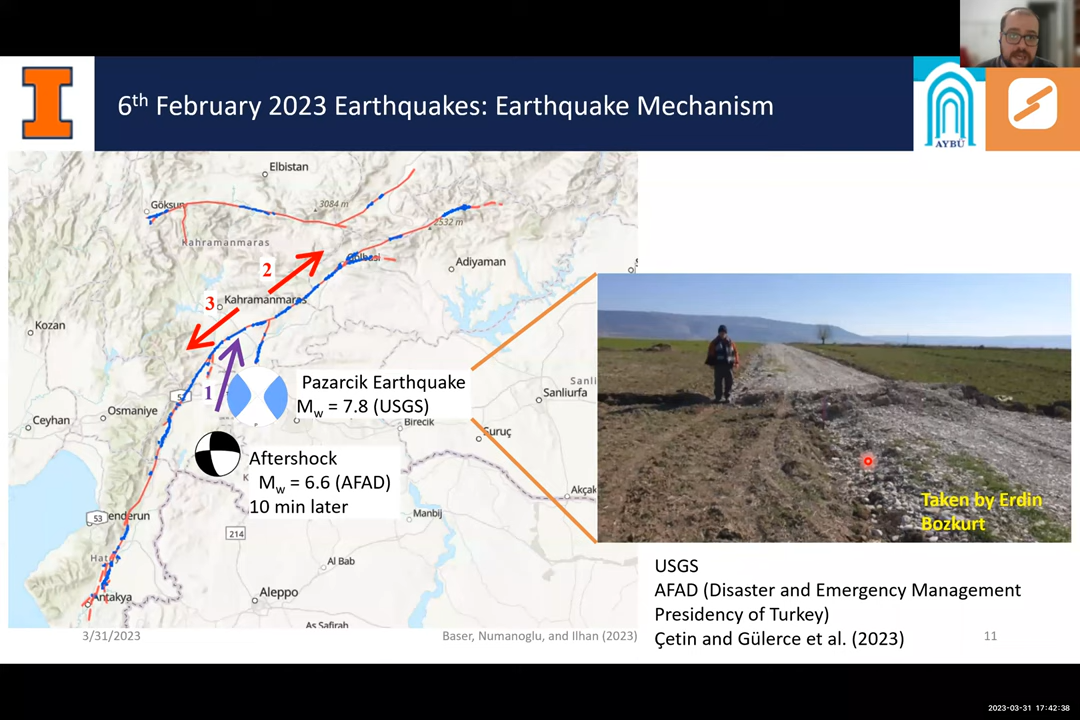 6th February 2023 Earthquakes: Earthquake Mechanism
AYBÜ
Elbistan
Göksun
3084 m
2532 m
Kahramanmaras
Golbasi
2
Adiyaman
3
Kahramanmaras
Kozan
1
Pazarcik Earthquake
Mw = 7.8 (USGS)
Sanliurfa
Ceyhan
Osmaniye
Birecik
Suruç
Aftershock
Mw = 6.6 (AFAD)
10 min later
Akçak
53
enderun
Manbij
214
Hat
Al Bab
Antakya
Aleppo
As Safirah
Taken by Erdin
Bozkurt
USGS
AFAD (Disaster and Emergency Management
Presidency of Turkey)
Çetin and Gülerce et al. (2023)
3/31/2023
Baser, Numanoglu, and Ilhan (2023)
11
2023-03-31 17:42:38